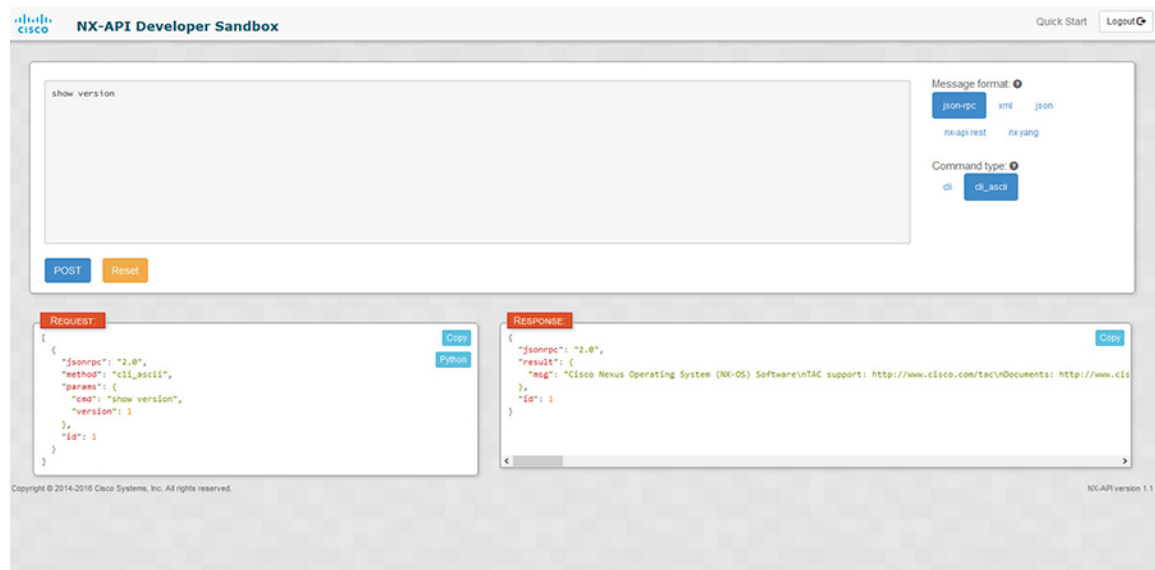 CISCO
NX-API Developer Sandbox
Quick Start
Logout
show version
Message format:
json-rpc xml json
nx-api rest nx yang
Command type:
cli cli_ascii
POST Reset
REQUEST:
Copy
Python
[
{
"jsonrpc": "2.0",
"method": "cli_ascii",
"params": {
"cmd": "show version",
"version": 1
},
"id": 1
}
]
RESPONSE:
Copy
{
"jsonrpc": "2.0",
"result": {
"msg": "Cisco Nexus Operating System (NX-OS) Software\nTAC support: http://www.cisco.com/tac\nDocuments: http://www.cis
},
"id": 1
}
Copyright © 2014-2016 Cisco Systems, Inc. All rights reserved.
NX-API version 1.1